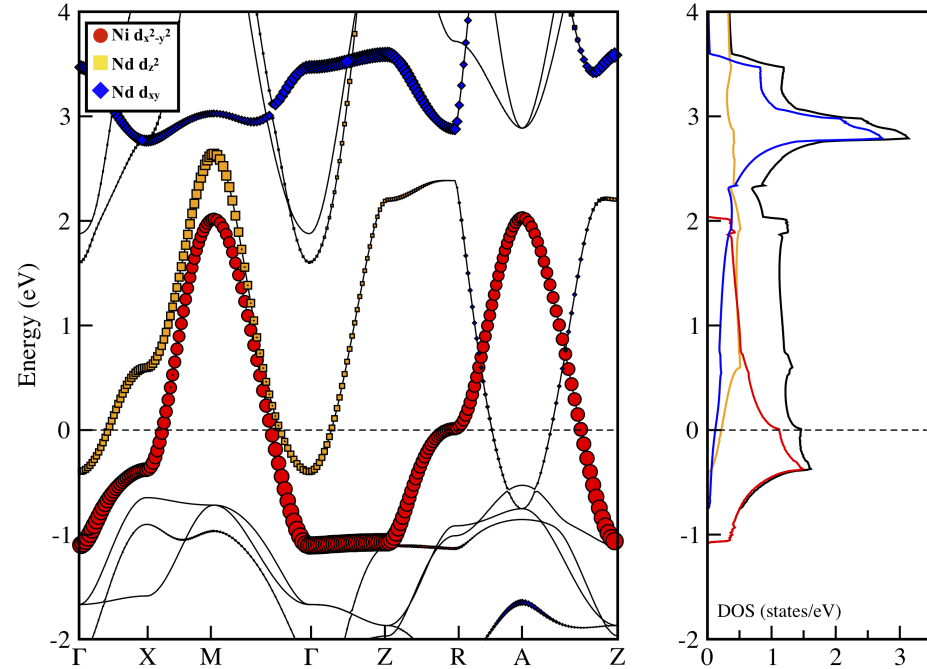 4
3
2
1
0
-1
-2
Energy (eV)
Ni dx²-y²
Nd dz²
Nd dxy
Γ X M Γ Z R A Z
4
3
2
1
0
-1
-2
DOS (states/eV)
0 1 2 3